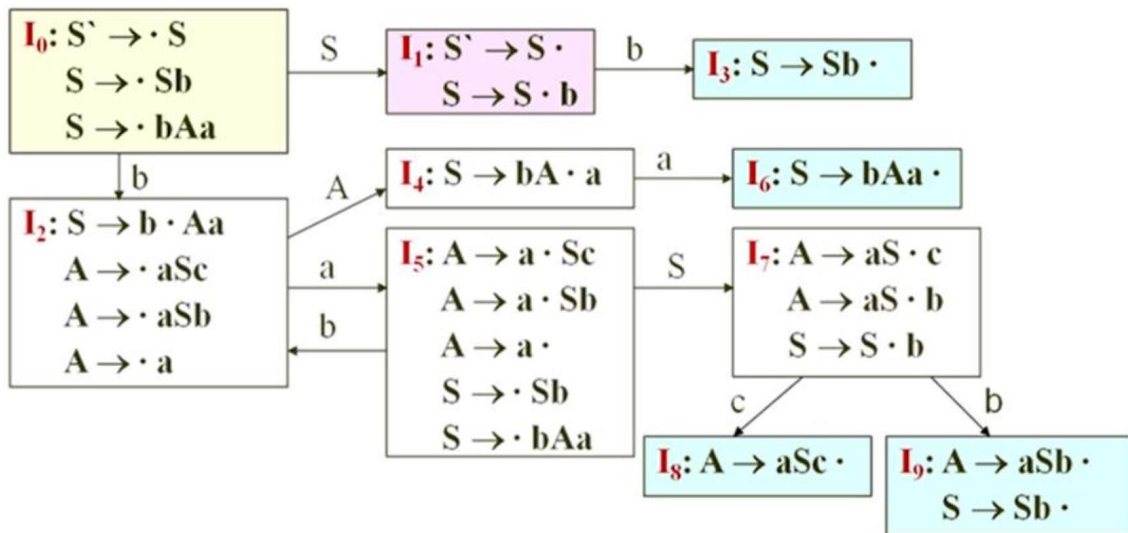 I₀: S` → · S
S → · Sb
S → · bAa
S
I₁: S` → S ·
S → S · b
b
I₃: S → Sb ·
b
I₂: S → b · Aa
A → · aSc
A → · aSb
A → · a
A
I₄: S → bA · a
a
I₆: S → bAa ·
a
b
I₅: A → a · Sc
A → a · Sb
A → a ·
S → · Sb
S → · bAa
S
I₇: A → aS · c
A → aS · b
S → S · b
c
b
I₈: A → aSc ·
I₉: A → aSb ·
S → Sb ·